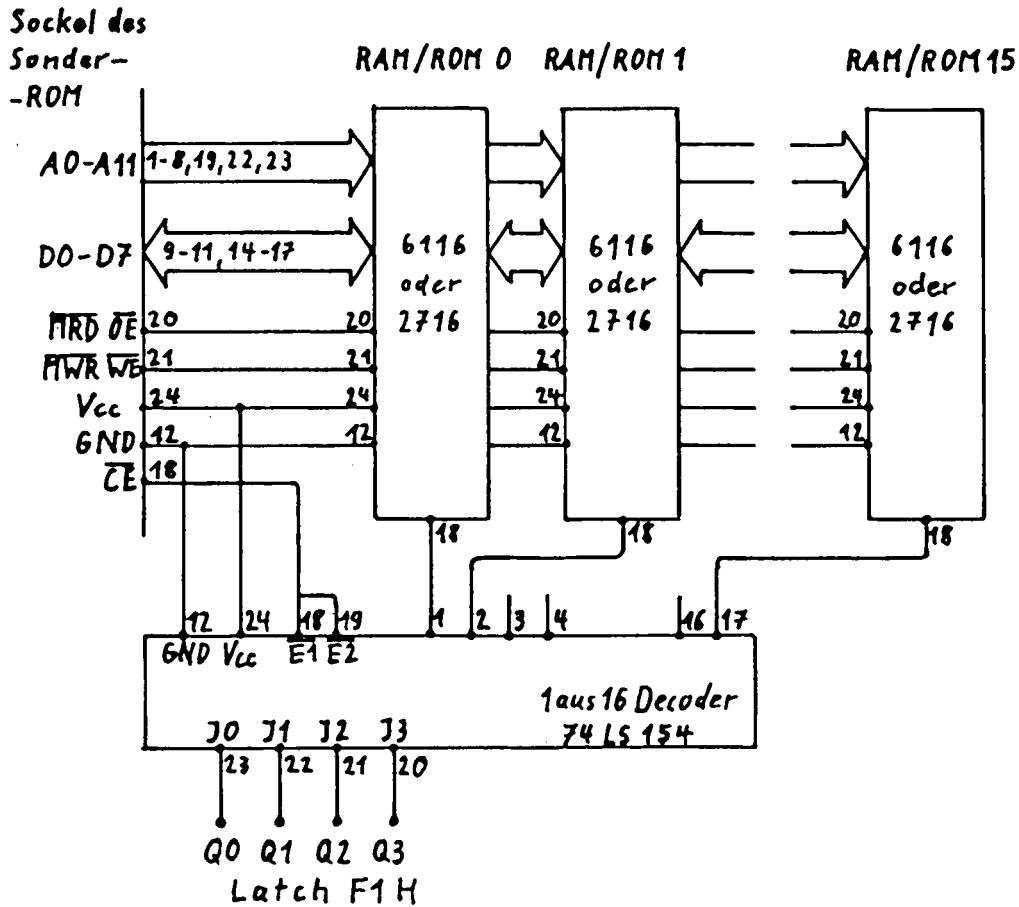 Sockel des
Sonder-
-ROM
RAM/ROM 0 RAM/ROM 1 RAM/ROM 15
A0-A11 1-8,19,22,23
D0-D7 9-11,14-17
6116 6116 6116
oder oder oder
2716 2716 2716
MRD OE 20 20 20 20
MWR WE 21 21 21 21
Vcc 24 24 24 24
GND 12 12 12 12
CE 18
18 18 18
12 24 18 19 1 2 3 4 16 17
GND Vcc E1 E2
1aus16 Decoder
74 LS 154
J0 J1 J2 J3
23 22 21 20
Q0 Q1 Q2 Q3
Latch F1 H